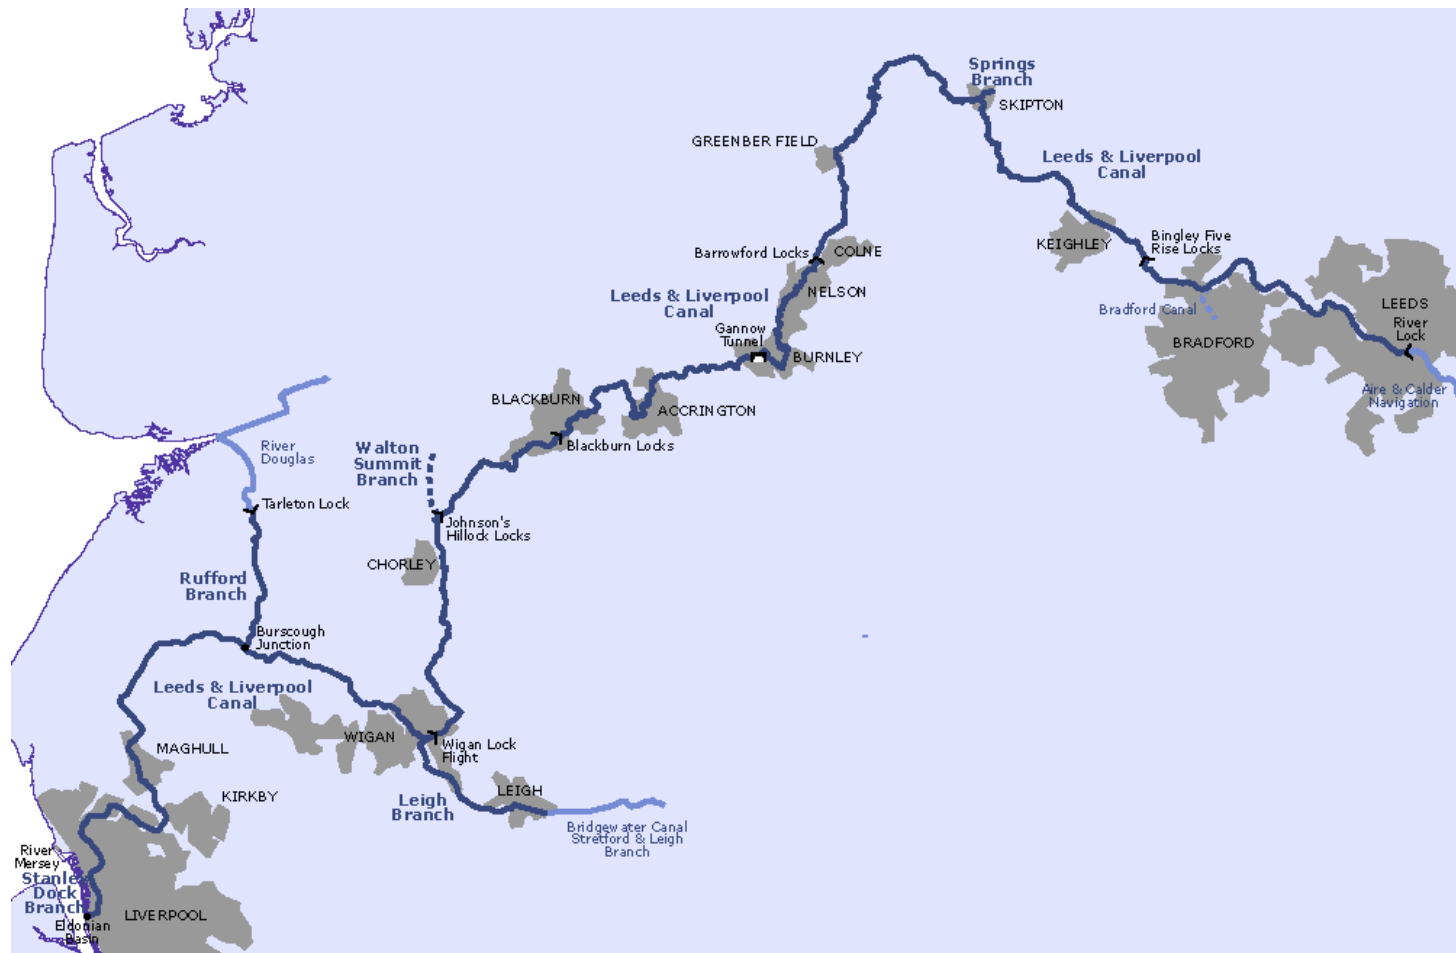 Springs
Branch
SKIPTON
GREENBER FIELD
Leeds & Liverpool
Canal
KEIGHLEY
Bingley Five
Rise Locks
Barrowford Locks
COLNE
NELSON
Leeds & Liverpool
Canal
Gannow
Tunnel
BURNLEY
Bradford Canal
BRADFORD
LEEDS
River
Lock
Aire & Calder
Navigation
BLACKBURN
ACCRINGTON
Blackburn Locks
River
Douglas
Walton
Summit
Branch
Tarleton Lock
Johnson's
Hillock Locks
CHORLEY
Rufford
Branch
Burscough
Junction
Leeds & Liverpool
Canal
WIGAN
Wigan Lock
Flight
MAGHULL
KIRKBY
Leigh
Branch
LEIGH
Bridgewater Canal
Stretford & Leigh
Branch
River
Mersey
Stanley
Dock
Branch
LIVERPOOL
Eldonian
Basin